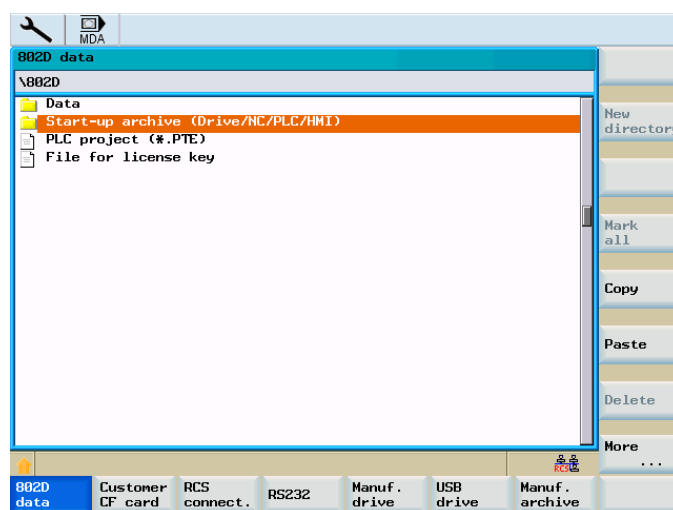 MDA
802D data
\802D
Data
Start-up archive (Drive/NC/PLC/HMI)
PLC project (*.PTE)
File for license key
New
director
Mark
all
Copy
Paste
Delete
More
...
RCS
802D
data
Customer
CF card
RCS
connect.
RS232
Manuf.
drive
USB
drive
Manuf.
archive